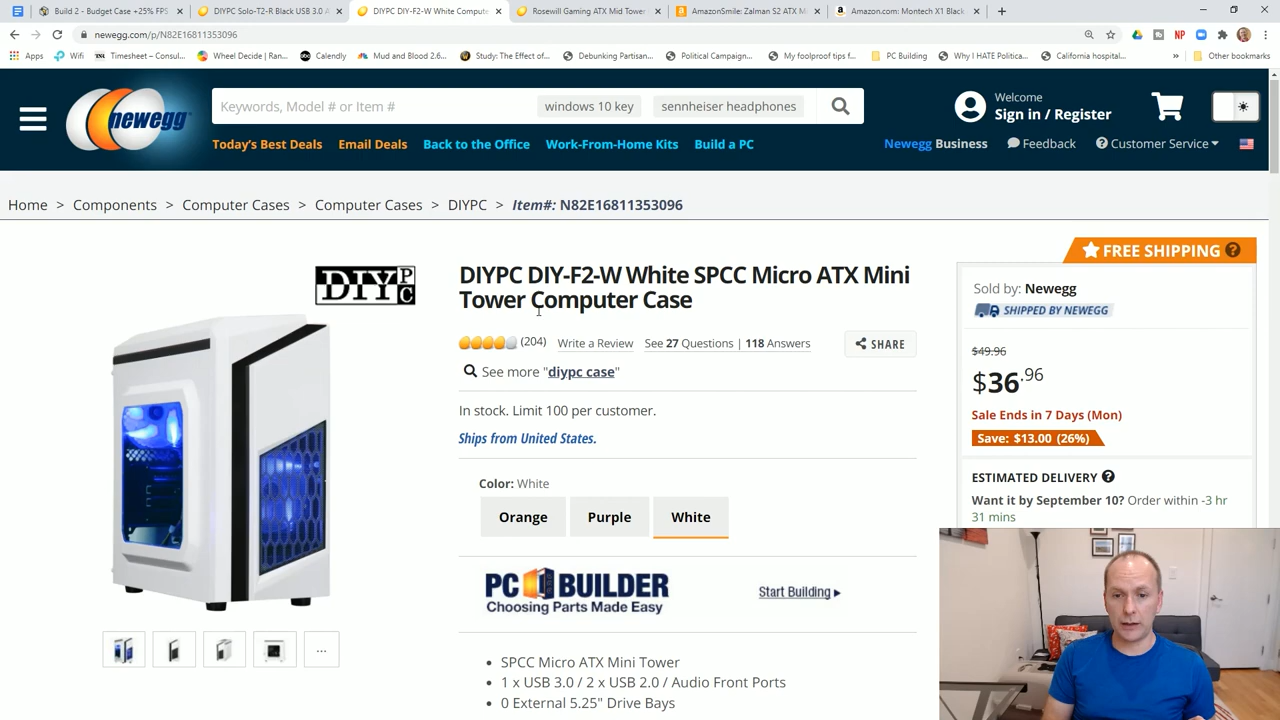 Build 2 - Budget Case +25% FPS
DIYPC Solo-T2-R Black USB 3.0 A
DIYPC DIY-F2-W White Compute
Rosewill Gaming ATX Mid Tower
AmazonSmile: Zalman S2 ATX M
Amazon.com: Montech X1 Black
newegg.com/p/N82E16811353096
Apps Wifi Timesheet – Consul... Wheel Decide | Ran... Calendly Mud and Blood 2.6... Study: The Effect of... Debunking Partisan... Political Campaign... My foolproof tips f... PC Building Why I HATE Politica... California hospital... » Other bookmarks
newegg
Keywords, Model # or Item # windows 10 key sennheiser headphones
Welcome
Sign in / Register
Today's Best Deals Email Deals Back to the Office Work-From-Home Kits Build a PC Newegg Business Feedback Customer Service
Home > Components > Computer Cases > Computer Cases > DIYPC > Item#: N82E16811353096
FREE SHIPPING
DIYPC
DIYPC DIY-F2-W White SPCC Micro ATX Mini
Tower Computer Case
(204) Write a Review See 27 Questions | 118 Answers SHARE
See more "diypc case"
In stock. Limit 100 per customer.
Ships from United States.
Color: White
Orange Purple White
PC BUILDER
Choosing Parts Made Easy
Start Building
• SPCC Micro ATX Mini Tower
• 1 x USB 3.0 / 2 x USB 2.0 / Audio Front Ports
• 0 External 5.25" Drive Bays
...
Sold by: Newegg
SHIPPED BY NEWEGG
$49.96
$36.96
Sale Ends in 7 Days (Mon)
Save: $13.00 (26%)
ESTIMATED DELIVERY
Want it by September 10? Order within -3 hr
31 mins